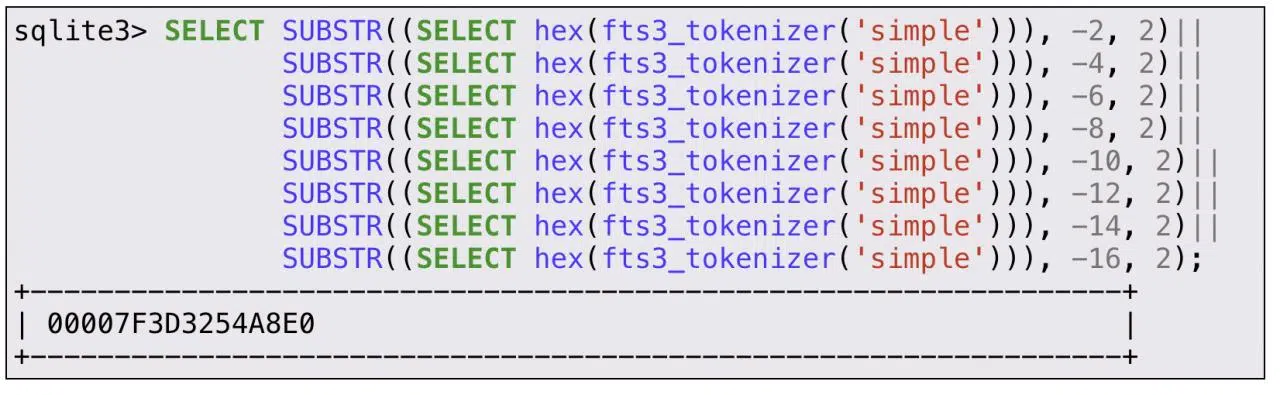 sqlite3> SELECT SUBSTR((SELECT hex(fts3_tokenizer('simple'))), -2, 2)||
SUBSTR((SELECT hex(fts3_tokenizer('simple'))), -4, 2)||
SUBSTR((SELECT hex(fts3_tokenizer('simple'))), -6, 2)||
SUBSTR((SELECT hex(fts3_tokenizer('simple'))), -8, 2)||
SUBSTR((SELECT hex(fts3_tokenizer('simple'))), -10, 2)||
SUBSTR((SELECT hex(fts3_tokenizer('simple'))), -12, 2)||
SUBSTR((SELECT hex(fts3_tokenizer('simple'))), -14, 2)||
SUBSTR((SELECT hex(fts3_tokenizer('simple'))), -16, 2);
+------------------------------------------------------------------+
| 00007F3D3254A8E0 |
+------------------------------------------------------------------+